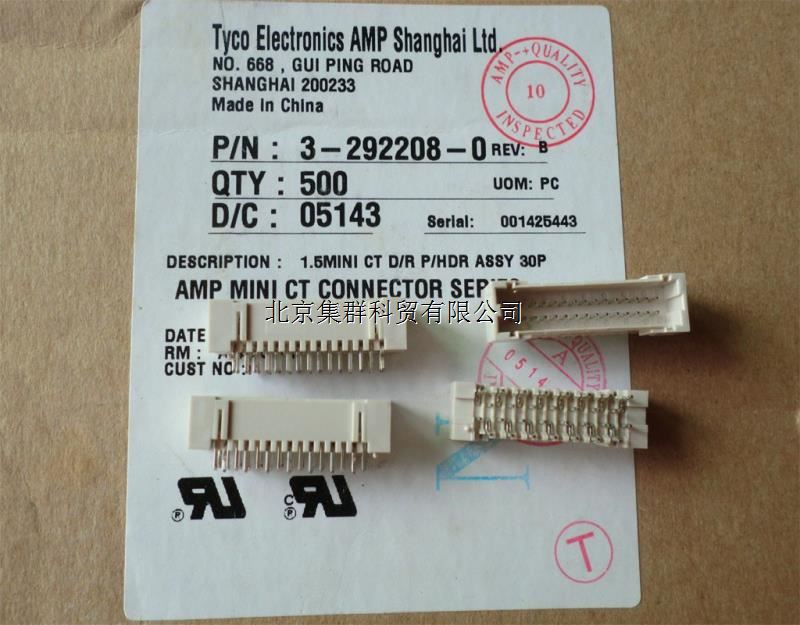 Tyco Electronics AMP Shanghai Ltd.
NO. 668 , GUI PING ROAD
SHANGHAI 200233
Made in China
AMP-+QUALITY
10
INSPECTED
P/N : 3-292208-0 REV: B
QTY : 500 UOM: PC
D/C : 05143 Serial: 001425443
DESCRIPTION : 1.5MINI CT D/R P/HDR ASSY 30P
AMP MINI CT CONNECTOR
北京集群科贸有限公司
DATE
RM :
CUST NO :
QUALITY
A
T